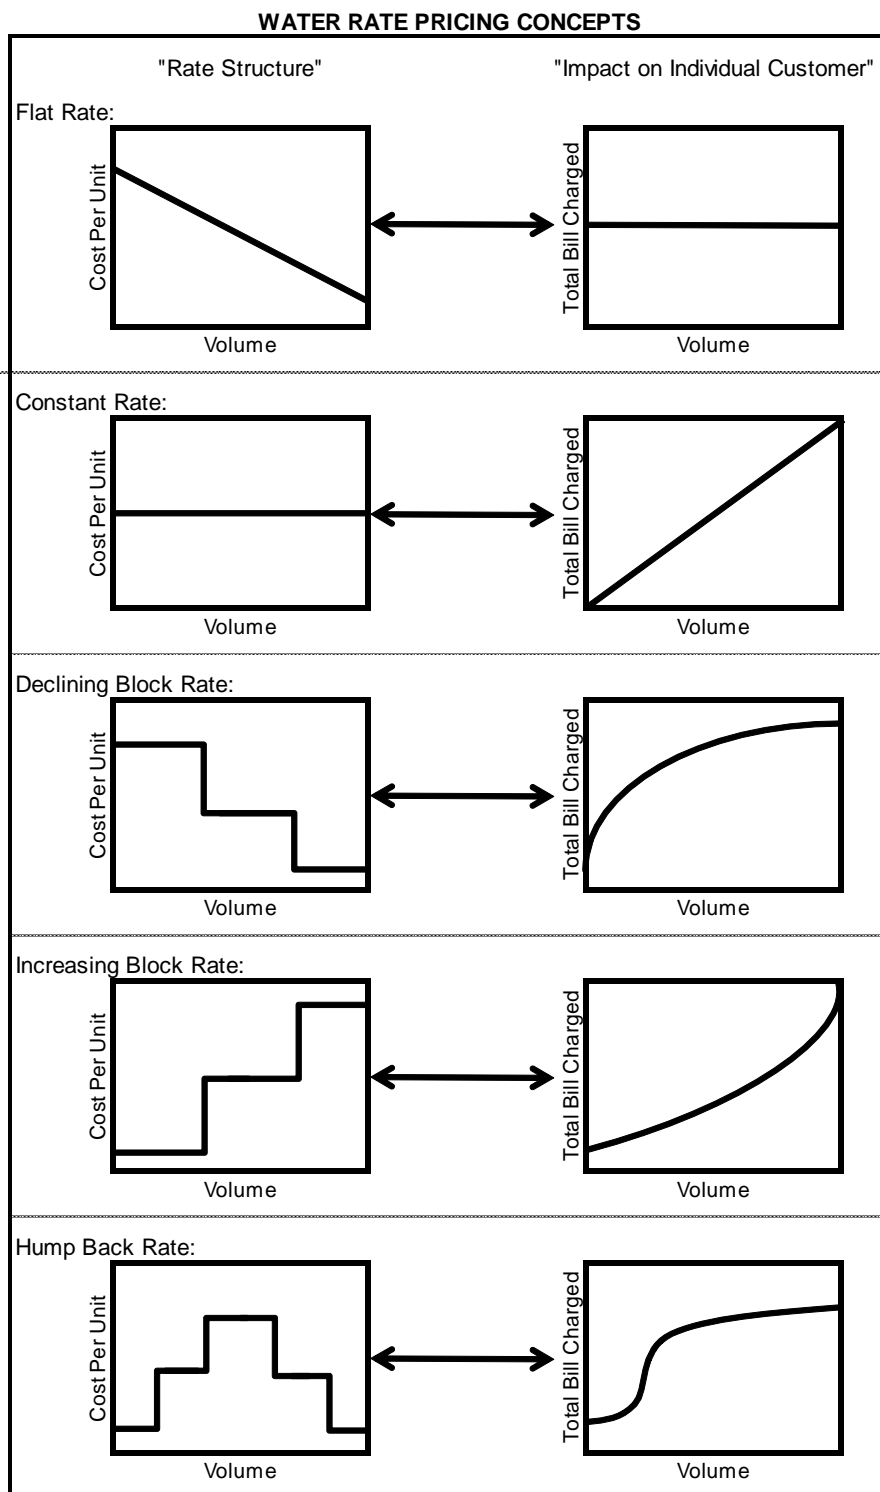 WATER RATE PRICING CONCEPTS
"Rate Structure"
"Impact on Individual Customer"
Flat Rate:
Cost Per Unit
Volume
Total Bill Charged
Volume
Constant Rate:
Cost Per Unit
Volume
Total Bill Charged
Volume
Declining Block Rate:
Cost Per Unit
Volume
Total Bill Charged
Volume
Increasing Block Rate:
Cost Per Unit
Volume
Total Bill Charged
Volume
Hump Back Rate:
Cost Per Unit
Volume
Total Bill Charged
Volume